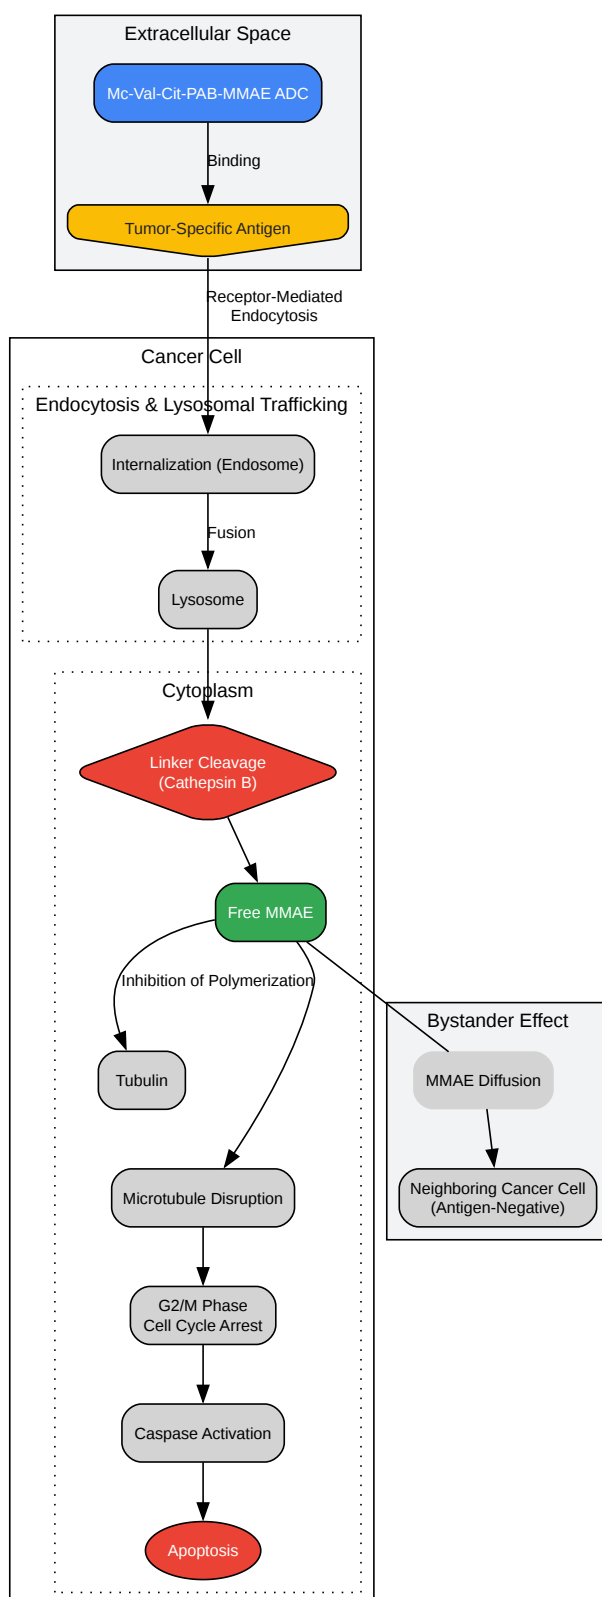 Extracellular Space
Mc-Val-Cit-PAB-MMAE ADC
Binding
Tumor-Specific Antigen
Receptor-Mediated
Endocytosis
Cancer Cell
Endocytosis & Lysosomal Trafficking
Internalization (Endosome)
Fusion
Lysosome
Cytoplasm
Linker Cleavage
(Cathepsin B)
Free MMAE
Inhibition of Polymerization
Tubulin
Bystander Effect
MMAE Diffusion
Neighboring Cancer Cell
(Antigen-Negative)
Microtubule Disruption
G2/M Phase
Cell Cycle Arrest
Caspase Activation
Apoptosis